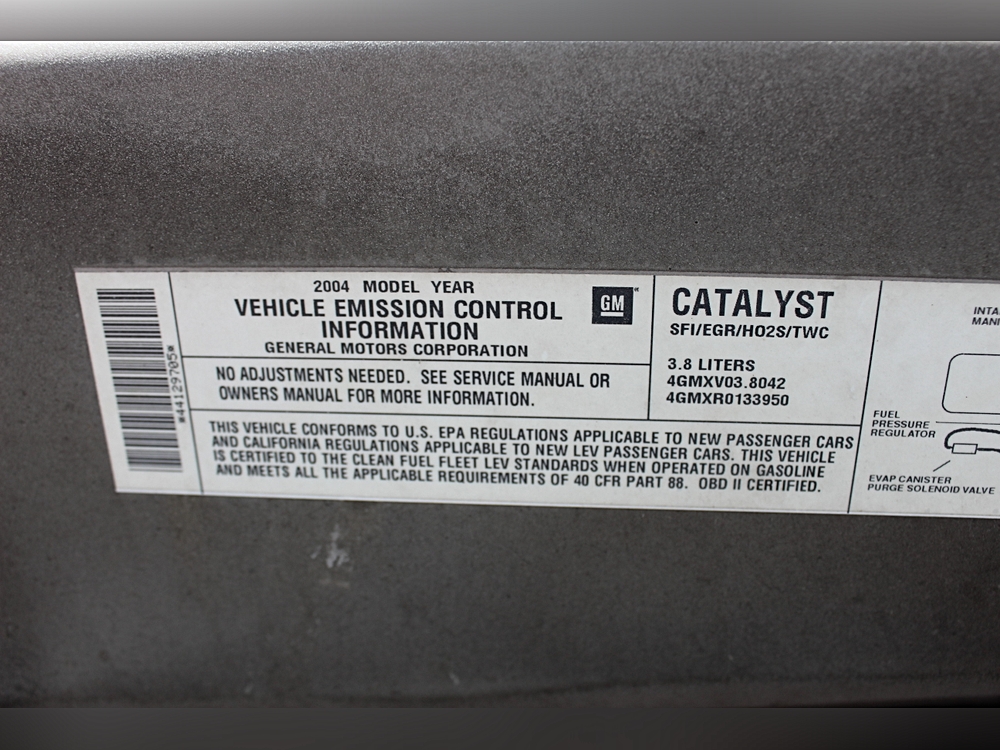 *44129705*
2004 MODEL YEAR
VEHICLE EMISSION CONTROL
INFORMATION
GENERAL MOTORS CORPORATION
GM
NO ADJUSTMENTS NEEDED. SEE SERVICE MANUAL OR
OWNERS MANUAL FOR MORE INFORMATION.
CATALYST
SFI/EGR/HO2S/TWC
3.8 LITERS
4GMXV03.8042
4GMXR0133950
THIS VEHICLE CONFORMS TO U.S. EPA REGULATIONS APPLICABLE TO NEW PASSENGER CARS
AND CALIFORNIA REGULATIONS APPLICABLE TO NEW LEV PASSENGER CARS. THIS VEHICLE
IS CERTIFIED TO THE CLEAN FUEL FLEET LEV STANDARDS WHEN OPERATED ON GASOLINE
AND MEETS ALL THE APPLICABLE REQUIREMENTS OF 40 CFR PART 88. OBD II CERTIFIED.
INTA
MANI
FUEL
PRESSURE
REGULATOR
EVAP CANISTER
PURGE SOLENOID VALVE